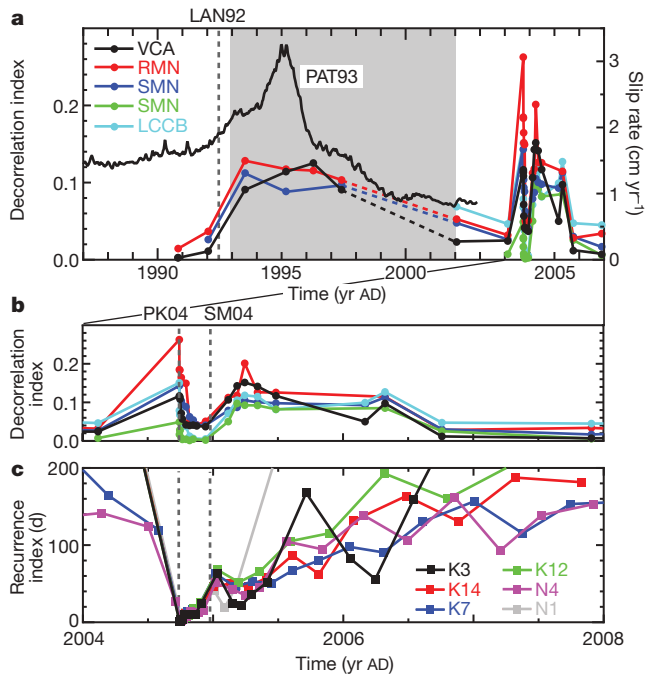 a
LAN92
Decorrelation index
0.2
0.1
0.0
VCA
RMN
SMN
SMN
LCCB
PAT93
3
2
1
0
Slip rate (cm yr⁻¹)
1990
1995
2000
2005
Time (yr AD)
b
PK04
SM04
Decorrelation
index
0.2
0.1
0.0
c
Recurrence
index (d)
200
100
0
K3
K14
K7
K12
N4
N1
2004
2006
2008
Time (yr AD)